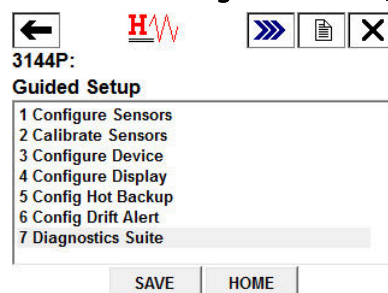 H
3144P:
Guided Setup
1 Configure Sensors
2 Calibrate Sensors
3 Configure Device
4 Configure Display
5 Config Hot Backup
6 Config Drift Alert
7 Diagnostics Suite
SAVE HOME